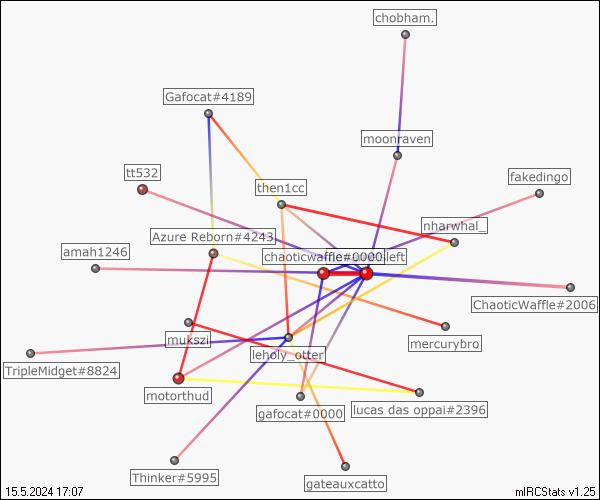 chobham.
Gafocat#4189
moonraven
tt532
fakedingo
then1cc
nharwhal_
Azure Reborn#4243
chaoticwaffle#0000
left
amah1246
ChaoticWaffle#2006
mukszi
mercurybro
leholy_otter
TripleMidget#8824
motorthud
gafocat#0000
lucas das oppai#2396
Thinker#5995
gateauxcatto
15.5.2024 17:07
mIRCStats v1.25